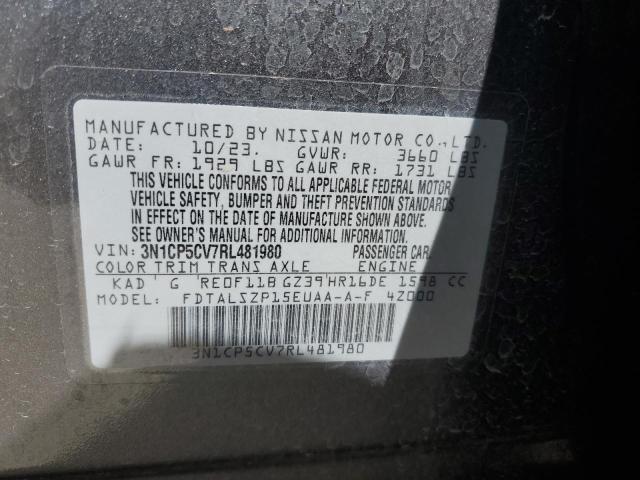 MANUFACTURED BY NISSAN MOTOR CO.,LTD.
DATE: 10/23. GVWR: 3660 LBS
GAWR FR: 1929 LBS GAWR RR: 1731 LBS
THIS VEHICLE CONFORMS TO ALL APPLICABLE FEDERAL MOTOR
VEHICLE SAFETY, BUMPER AND THEFT PREVENTION STANDARDS
IN EFFECT ON THE DATE OF MANUFACTURE SHOWN ABOVE.
SEE OWNER'S MANUAL FOR ADDITIONAL INFORMATION.
VIN: 3N1CP5CV7RL481980 PASSENGER CAR.
COLOR TRIM TRANS AXLE ENGINE
KAD G RE0F11B GZ39 HR16DE 1598 CC
MODEL: FDTALSZP15EUAA-A-F 4Z000
3N1CP5CV7RL481980